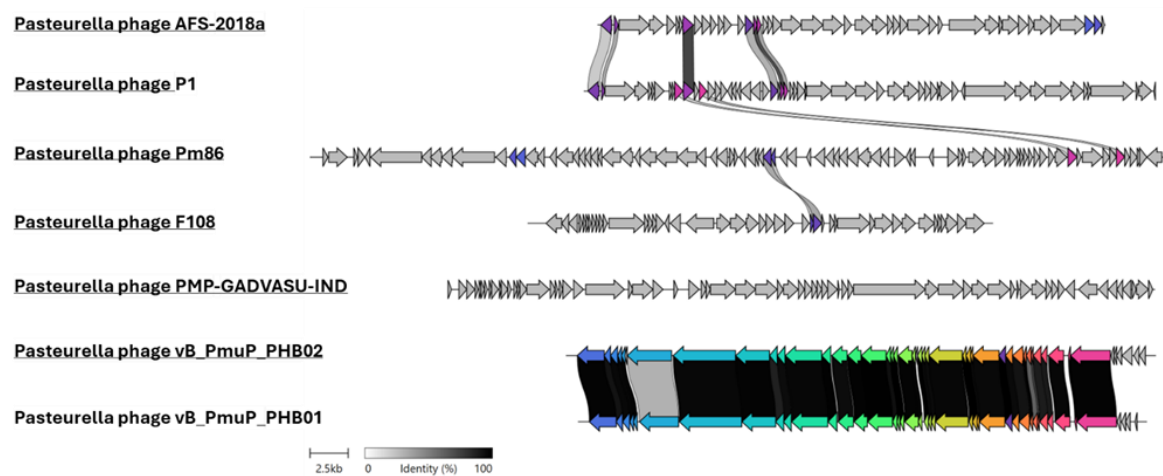 Pasteurella phage AFS-2018a
Pasteurella phage P1
Pasteurella phage Pm86
Pasteurella phage F108
Pasteurella phage PMP-GADVASU-IND
Pasteurella phage vB_PmuP_PHB02
Pasteurella phage vB_PmuP_PHB01
2.5kb
0 Identity (%) 100